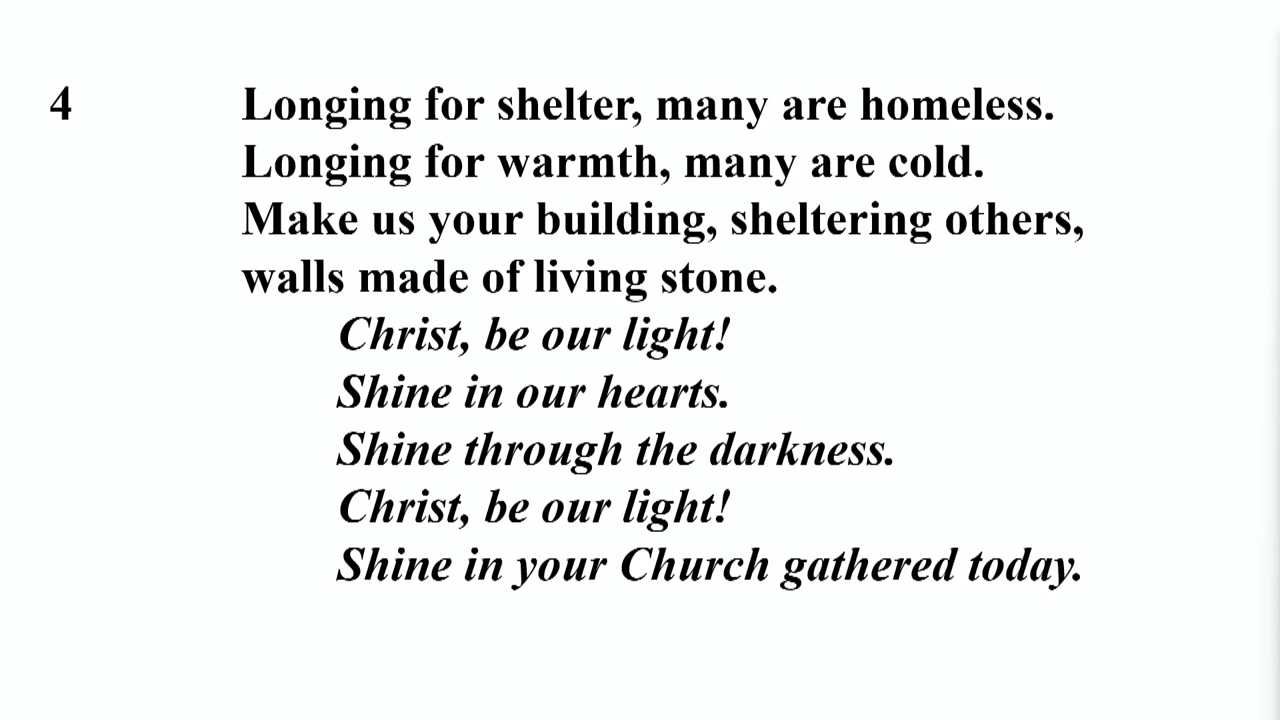 4 Longing for shelter, many are homeless.
Longing for warmth, many are cold.
Make us your building, sheltering others,
walls made of living stone.
Christ, be our light!
Shine in our hearts.
Shine through the darkness.
Christ, be our light!
Shine in your Church gathered today.